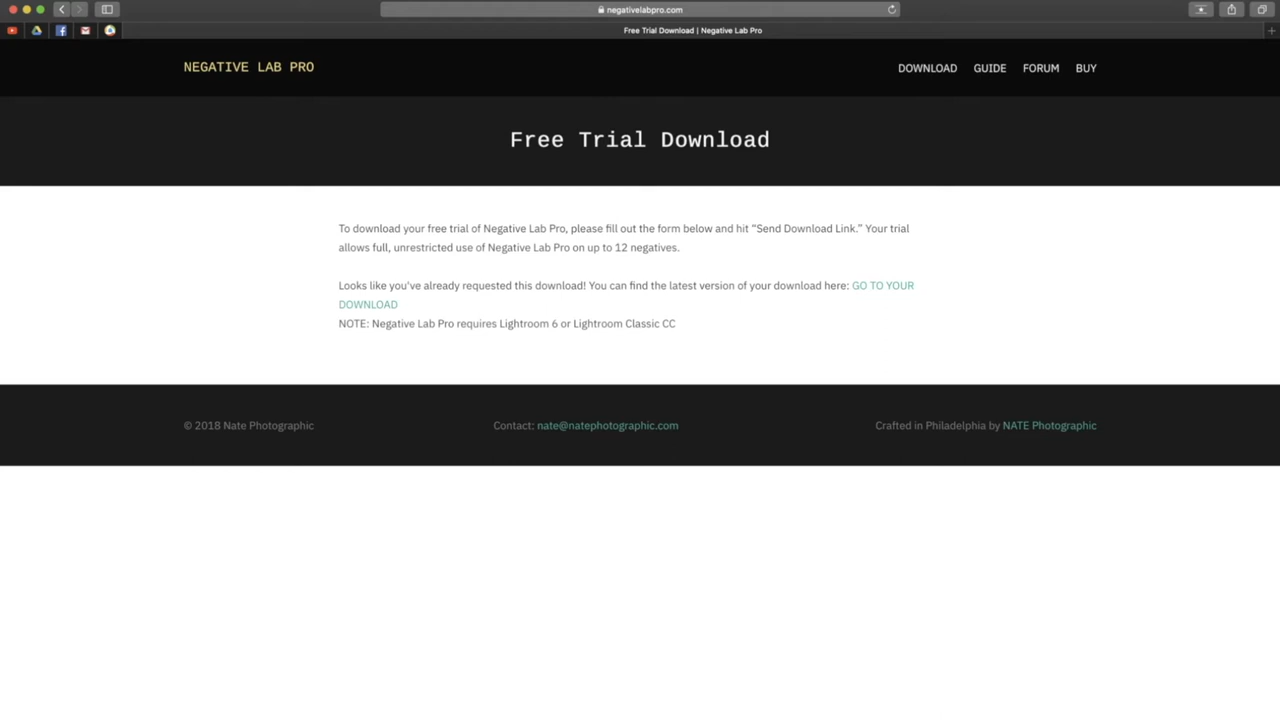 negativelabpro.com
Free Trial Download | Negative Lab Pro
NEGATIVE LAB PRO
DOWNLOAD GUIDE FORUM BUY
Free Trial Download
To download your free trial of Negative Lab Pro, please fill out the form below and hit “Send Download Link.” Your trial
allows full, unrestricted use of Negative Lab Pro on up to 12 negatives.
Looks like you've already requested this download! You can find the latest version of your download here: GO TO YOUR
DOWNLOAD
NOTE: Negative Lab Pro requires Lightroom 6 or Lightroom Classic CC
© 2018 Nate Photographic
Contact: nate@natephotographic.com
Crafted in Philadelphia by NATE Photographic